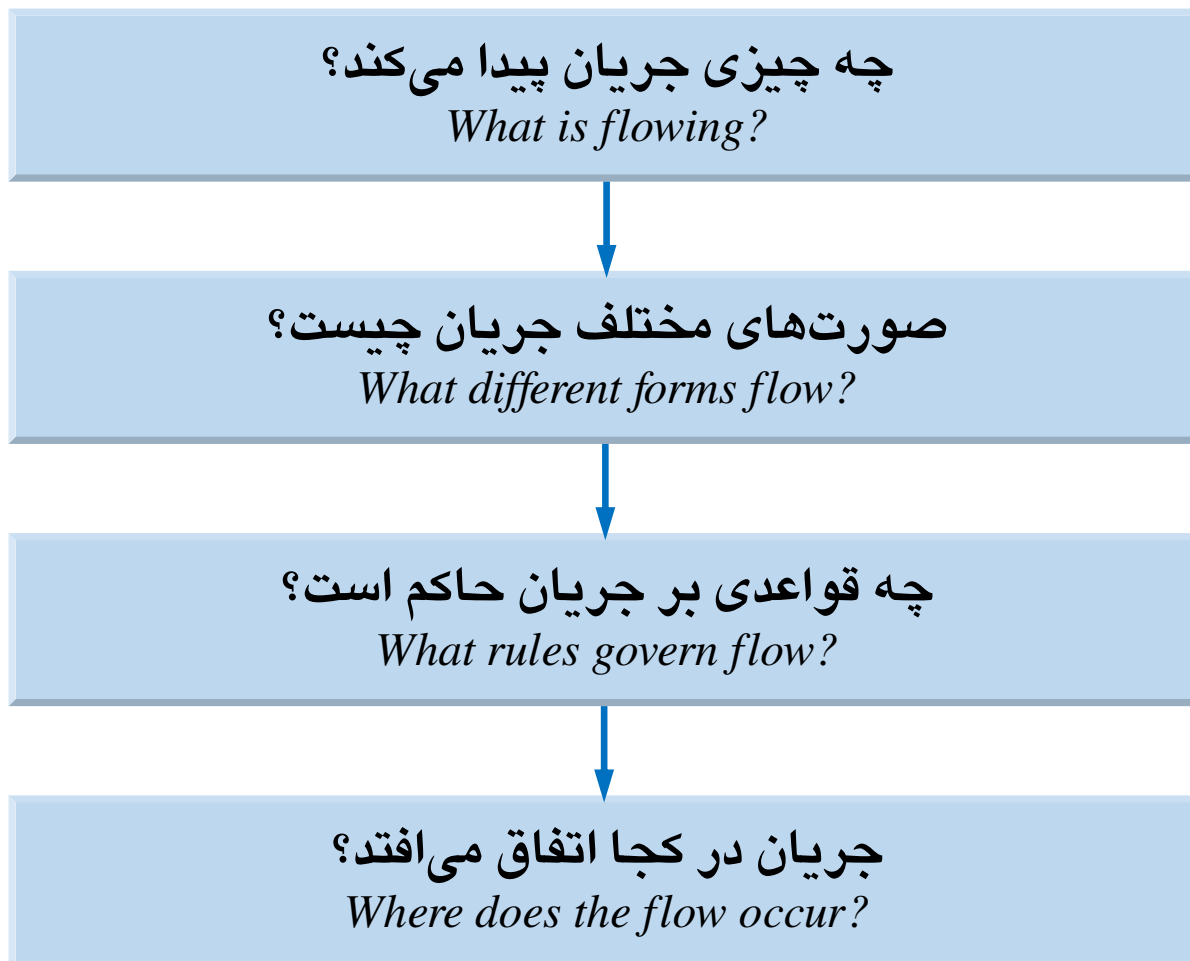 چه چیزی جریان پیدا می‌کند؟
What is flowing?
صورت‌های مختلف جریان چیست؟
What different forms flow?
چه قواعدی بر جریان حاکم است؟
What rules govern flow?
جریان در کجا اتفاق می‌افتد؟
Where does the flow occur?